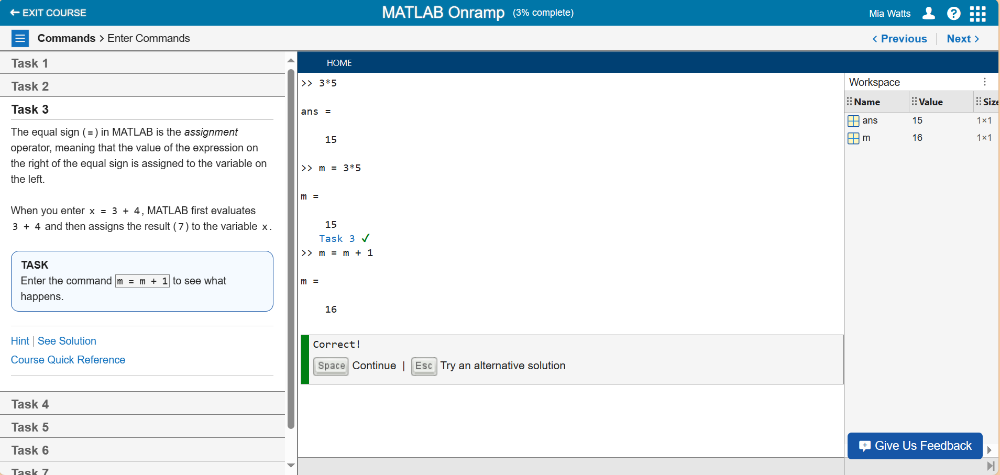 EXIT COURSE
MATLAB Onramp (3% complete)
Mia Watts
Commands > Enter Commands
< Previous | Next >
Task 1
Task 2
Task 3
The equal sign (=) in MATLAB is the assignment
operator, meaning that the value of the expression on
the right of the equal sign is assigned to the variable on
the left.
When you enter x = 3 + 4, MATLAB first evaluates
3 + 4 and then assigns the result (7) to the variable x.
TASK
Enter the command m = m + 1 to see what
happens.
Hint | See Solution
Course Quick Reference
Task 4
Task 5
Task 6
Task 7
HOME
>> 3*5
ans =
15
>> m = 3*5
m =
15
Task 3 ✓
>> m = m + 1
m =
16
Correct!
Space Continue | Esc Try an alternative solution
Workspace
Name Value Size
ans 15 1×1
m 16 1×1
Give Us Feedback